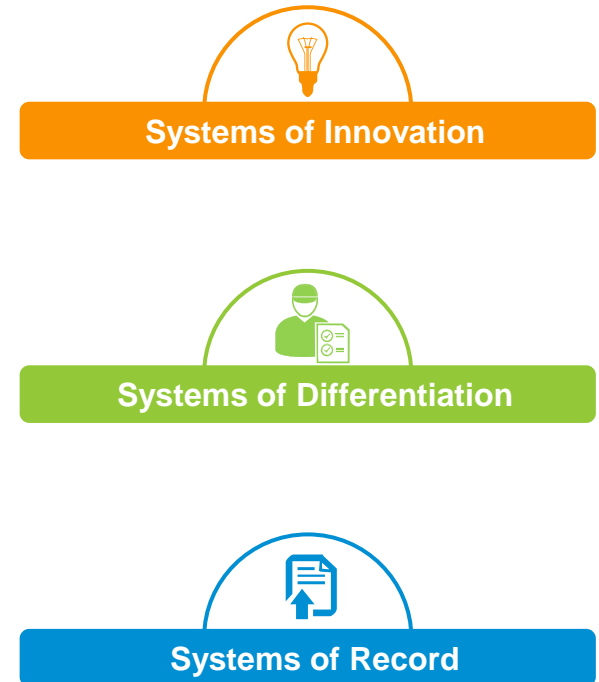 Systems of Innovation
Systems of Differentiation
Systems of Record